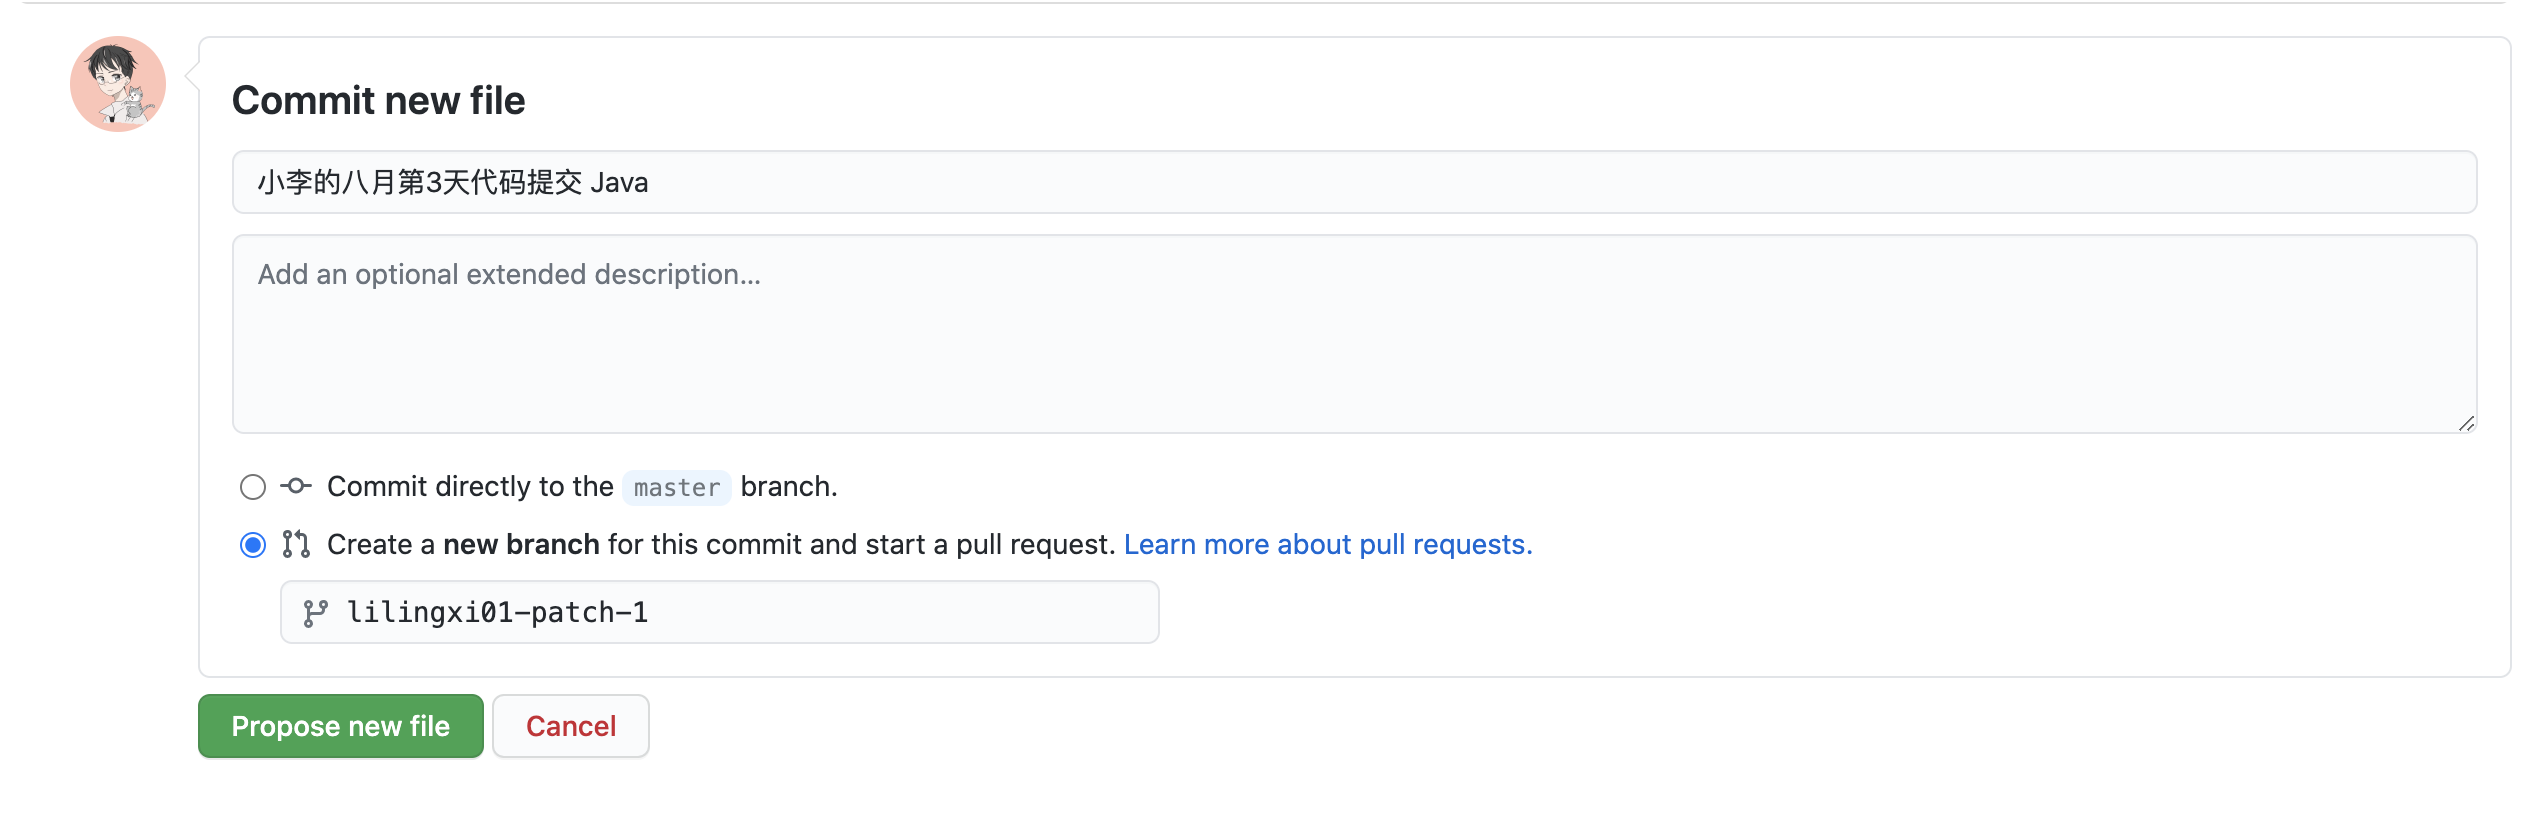 Commit new file
小李的八月第3天代码提交 Java
Add an optional extended description...
Commit directly to the master branch.
Create a new branch for this commit and start a pull request. Learn more about pull requests.
lilingxi01-patch-1
Propose new file Cancel